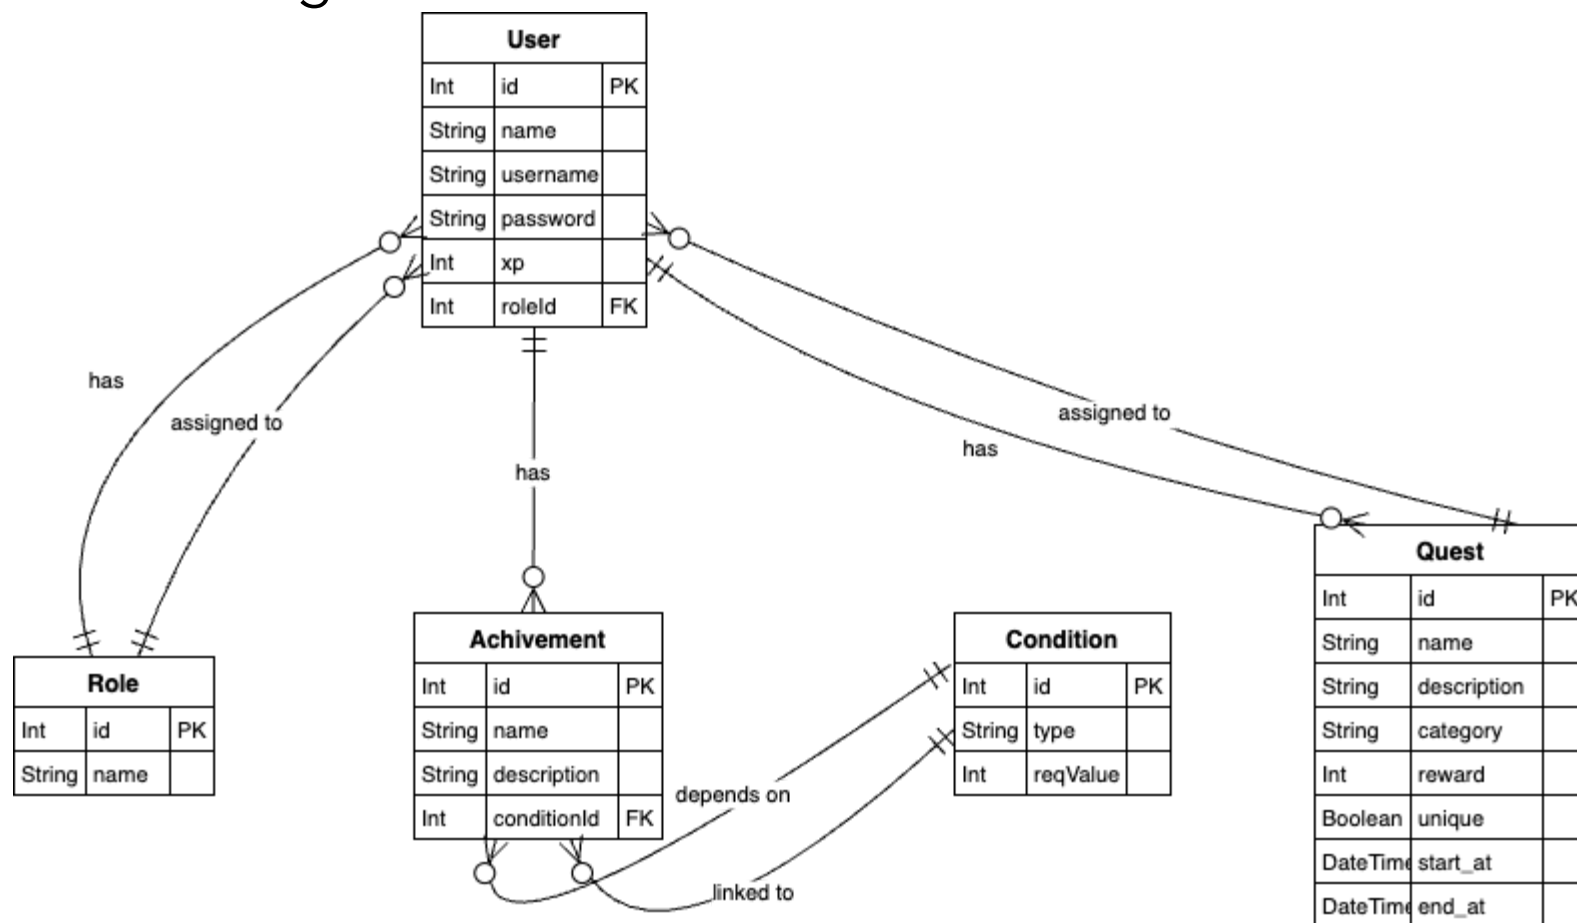 User
Int id PK
String name
String username
String password
Int xp
Int roleId FK
has
assigned to
has
assigned to
has
Role
Int id PK
String name
Achivement
Int id PK
String name
String description
Int conditionId FK
depends on
linked to
Condition
Int id PK
String type
Int reqValue
Quest
Int id PK
String name
String description
String category
Int reward
Boolean unique
DateTime start_at
DateTime end_at